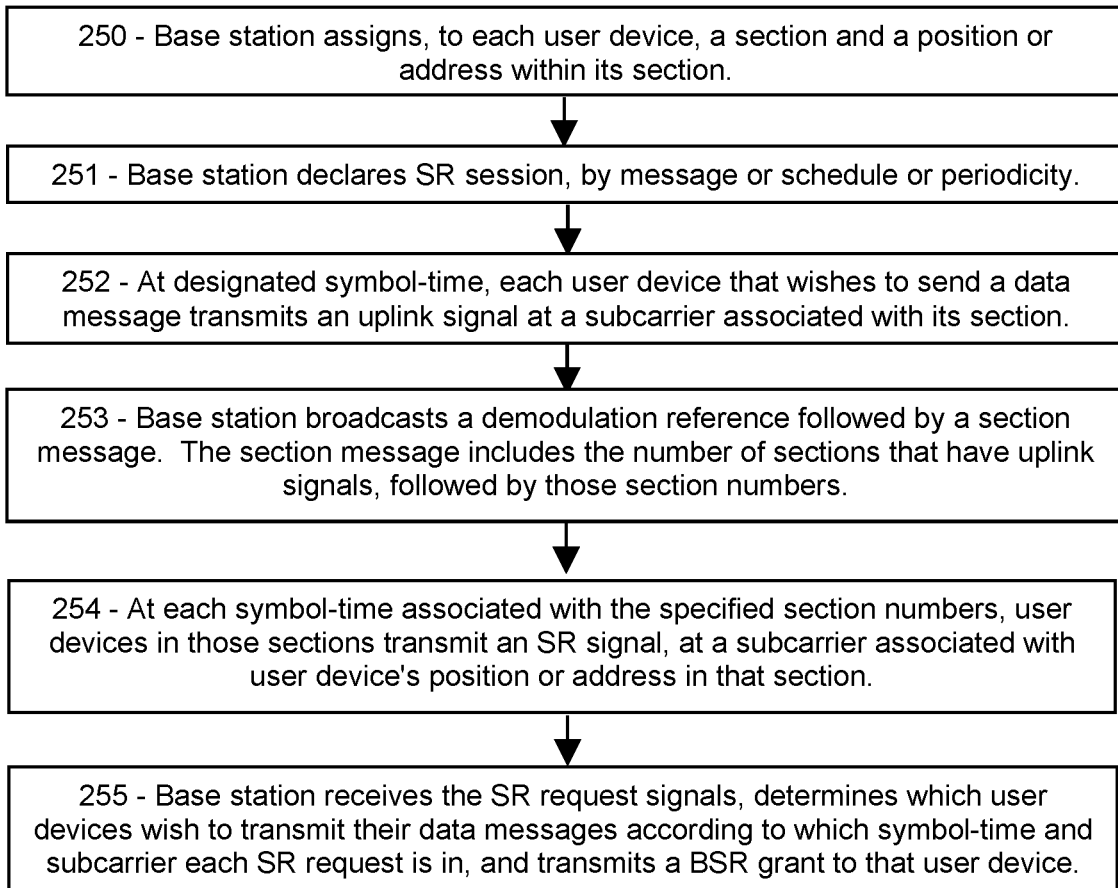 250 - Base station assigns, to each user device, a section and a position or
address within its section.
251 - Base station declares SR session, by message or schedule or periodicity.
252 - At designated symbol-time, each user device that wishes to send a data
message transmits an uplink signal at a subcarrier associated with its section.
253 - Base station broadcasts a demodulation reference followed by a section
message.  The section message includes the number of sections that have uplink
signals, followed by those section numbers.
254 - At each symbol-time associated with the specified section numbers, user
devices in those sections transmit an SR signal, at a subcarrier associated with
user device's position or address in that section.
255 - Base station receives the SR request signals, determines which user
devices wish to transmit their data messages according to which symbol-time and
subcarrier each SR request is in, and transmits a BSR grant to that user device.